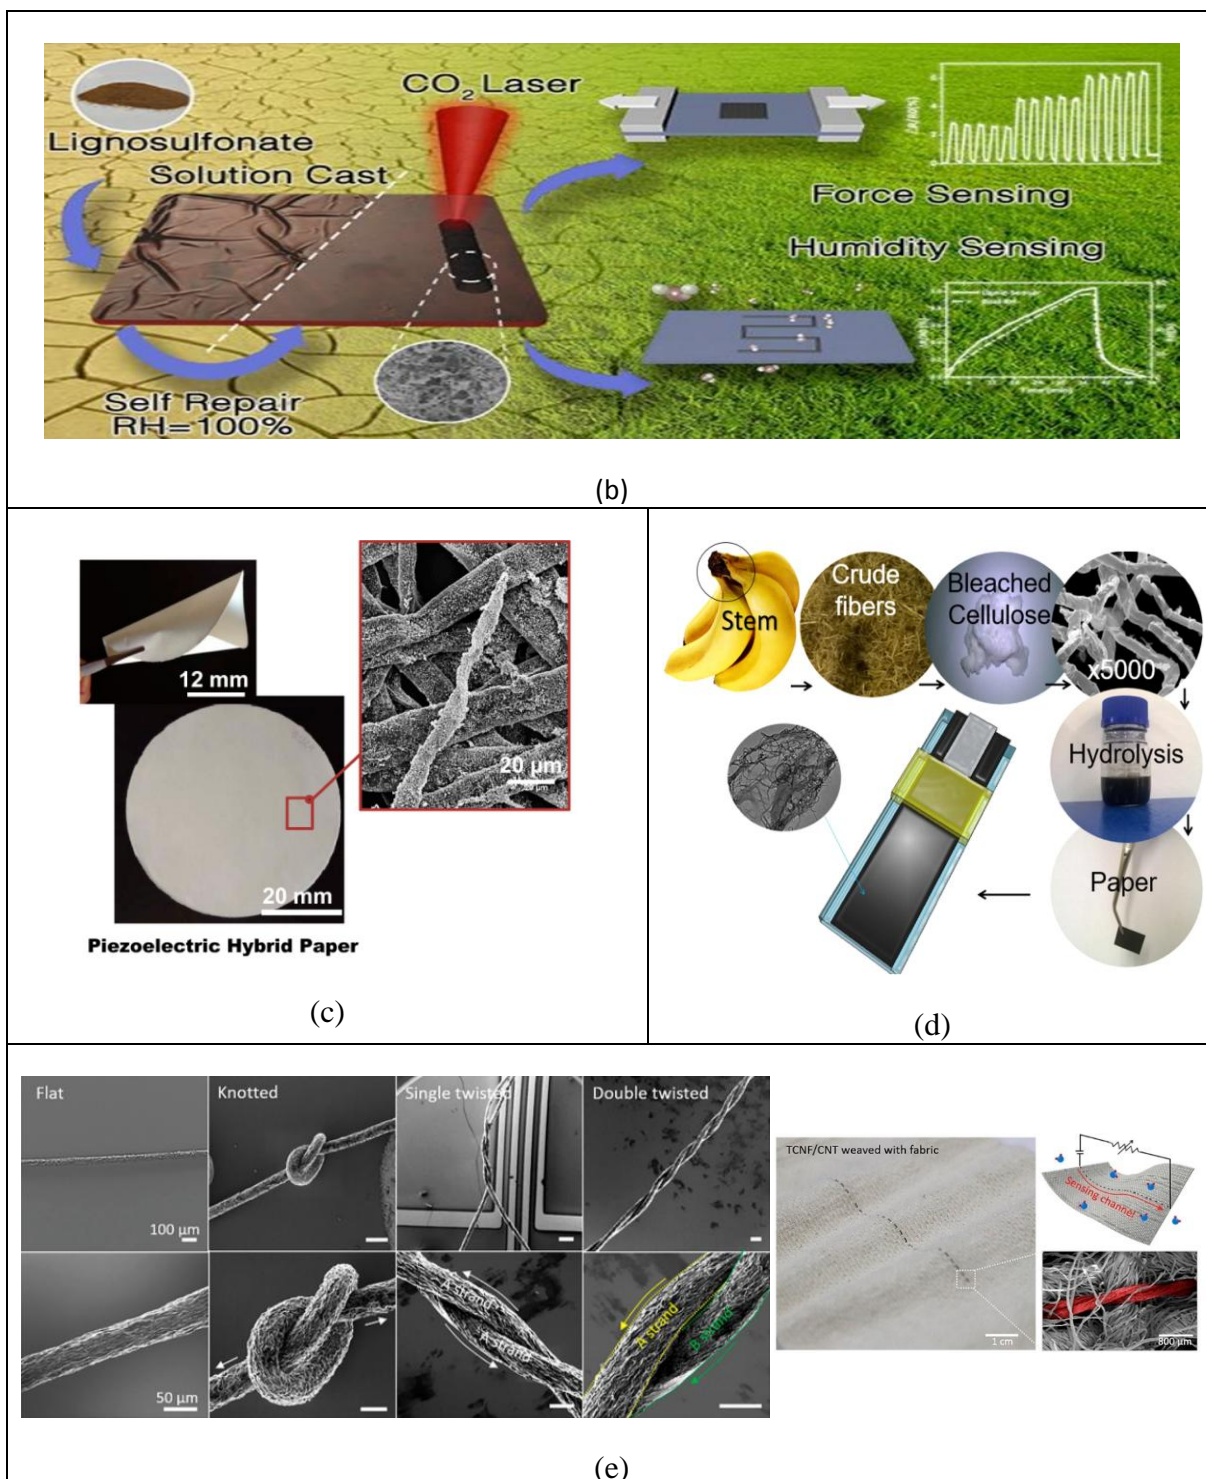 CO2 Laser
Lignosulfonate
Solution Cast
Force Sensing
Humidity Sensing
Self Repair
RH=100%
(b)
12 mm
20 mm
20 µm
Piezoelectric Hybrid Paper
(c)
Stem
Crude
fibers
Bleached
Cellulose
x5000
Hydrolysis
Paper
(d)
Flat
Knotted
Single twisted
Double twisted
100 µm
50 µm
A strand
A strand
A strand
B strand
TCNF/CNT weaved with fabric
1 cm
Sensing channel
800 µm
(e)